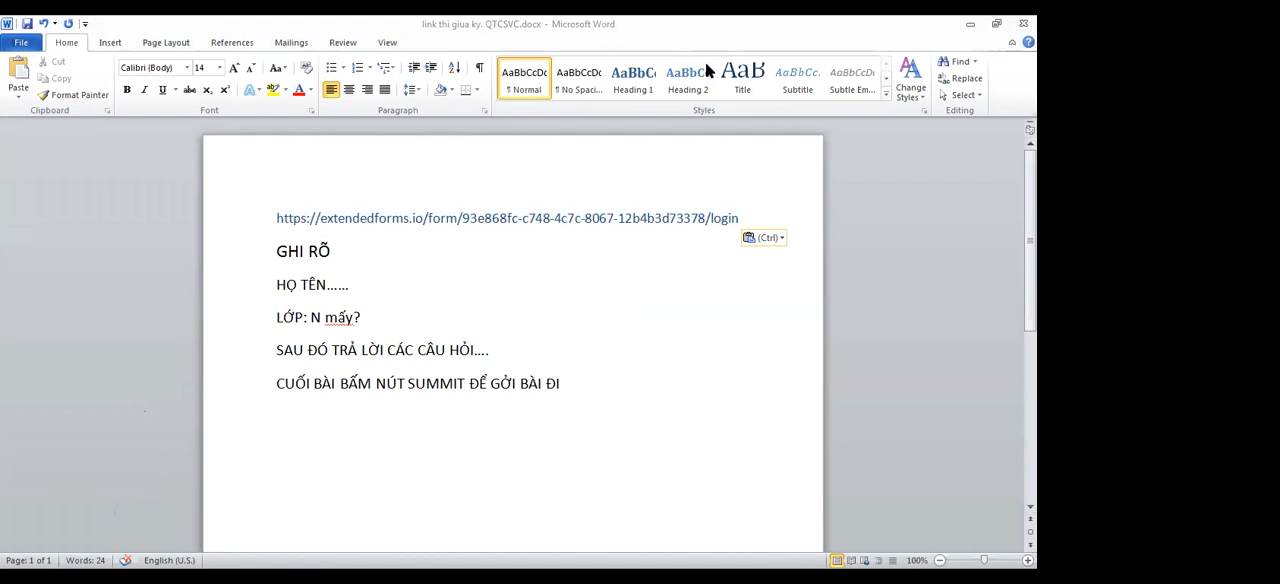 link thi giua ky. QTCSVC.docx - Microsoft Word
File Home Insert Page Layout References Mailings Review View
Cut
Copy
Paste
Format Painter
Clipboard
Calibri (Body) 14
Font
Paragraph
AaBbCcDc AaBbCcDc AaBbC AaBbC AaB AaBbCc. AaBbCcDc
¶ Normal ¶ No Spaci... Heading 1 Heading 2 Title Subtitle Subtle Em...
Styles
Change Styles
Find
Replace
Select
Editing
https://extendedforms.io/form/93e868fc-c748-4c7c-8067-12b4b3d73378/login
(Ctrl)
GHI RÕ
HỌ TÊN......
LỚP: N mấy?
SAU ĐÓ TRẢ LỜI CÁC CÂU HỎI....
CUỐI BÀI BẤM NÚT SUMMIT ĐỂ GỞI BÀI ĐI
Page: 1 of 1 Words: 24 English (U.S.) 100%